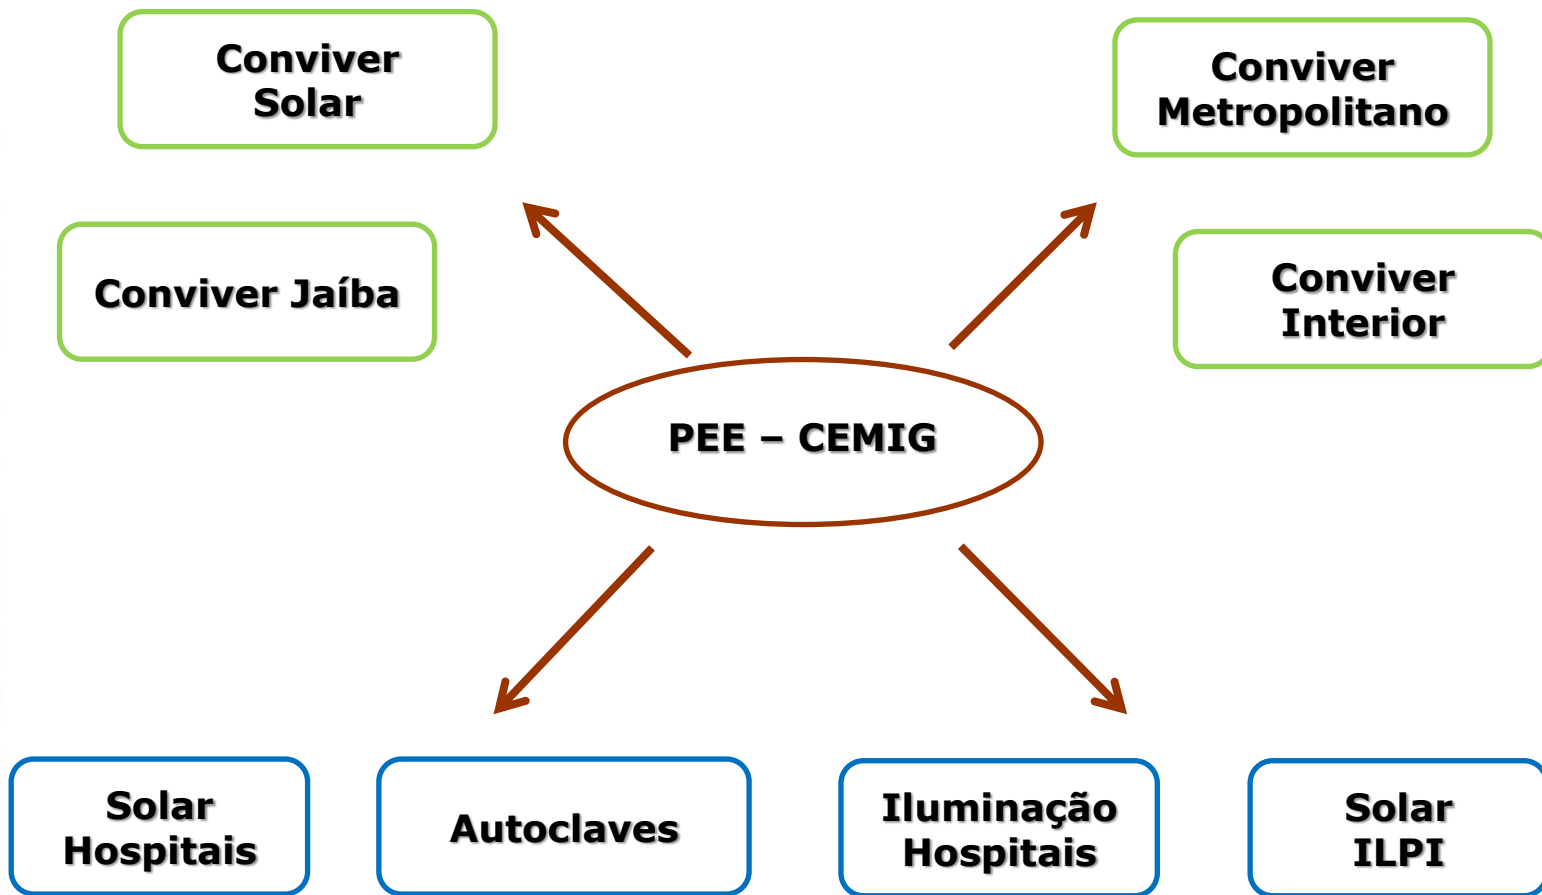 Conviver
Solar
Conviver
Metropolitano
Conviver Jaíba
Conviver
Interior
PEE – CEMIG
Solar
Hospitais
Autoclaves
Iluminação
Hospitais
Solar
ILPI